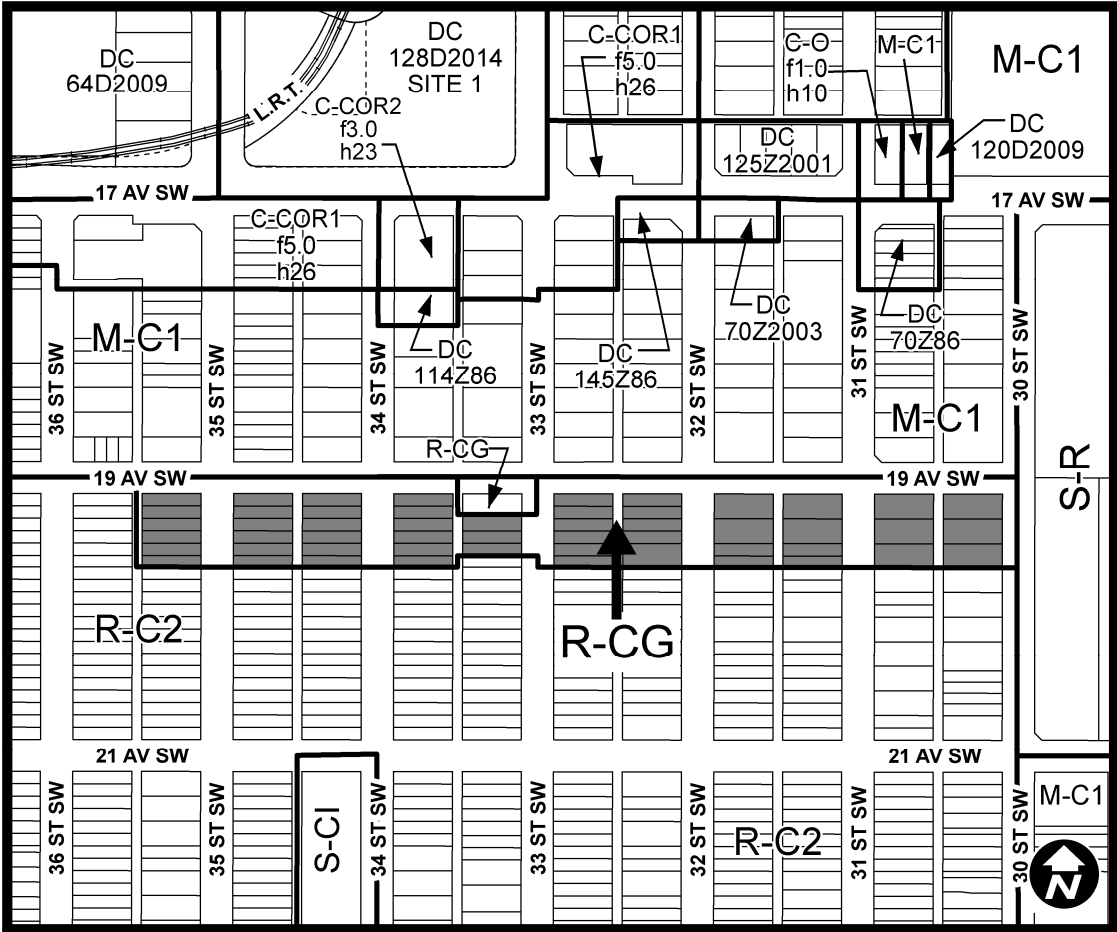 DC
64D2009
L.R.T.
DC
128D2014
SITE 1
C-COR2
f3.0
h23
C-COR1
f5.0
h26
C-O
f1.0
h10
M-C1
M-C1
DC
125Z2001
DC
120D2009
17 AV SW
17 AV SW
C-COR1
f5.0
h26
M-C1
DC
114Z86
DC
145Z86
DC
70Z2003
DC
70Z86
M-C1
36 ST SW
35 ST SW
34 ST SW
33 ST SW
32 ST SW
31 ST SW
30 ST SW
R-CG
S-R
19 AV SW
19 AV SW
R-C2
R-CG
21 AV SW
21 AV SW
36 ST SW
35 ST SW
S-CI
34 ST SW
33 ST SW
32 ST SW
R-C2
31 ST SW
30 ST SW
M-C1
N